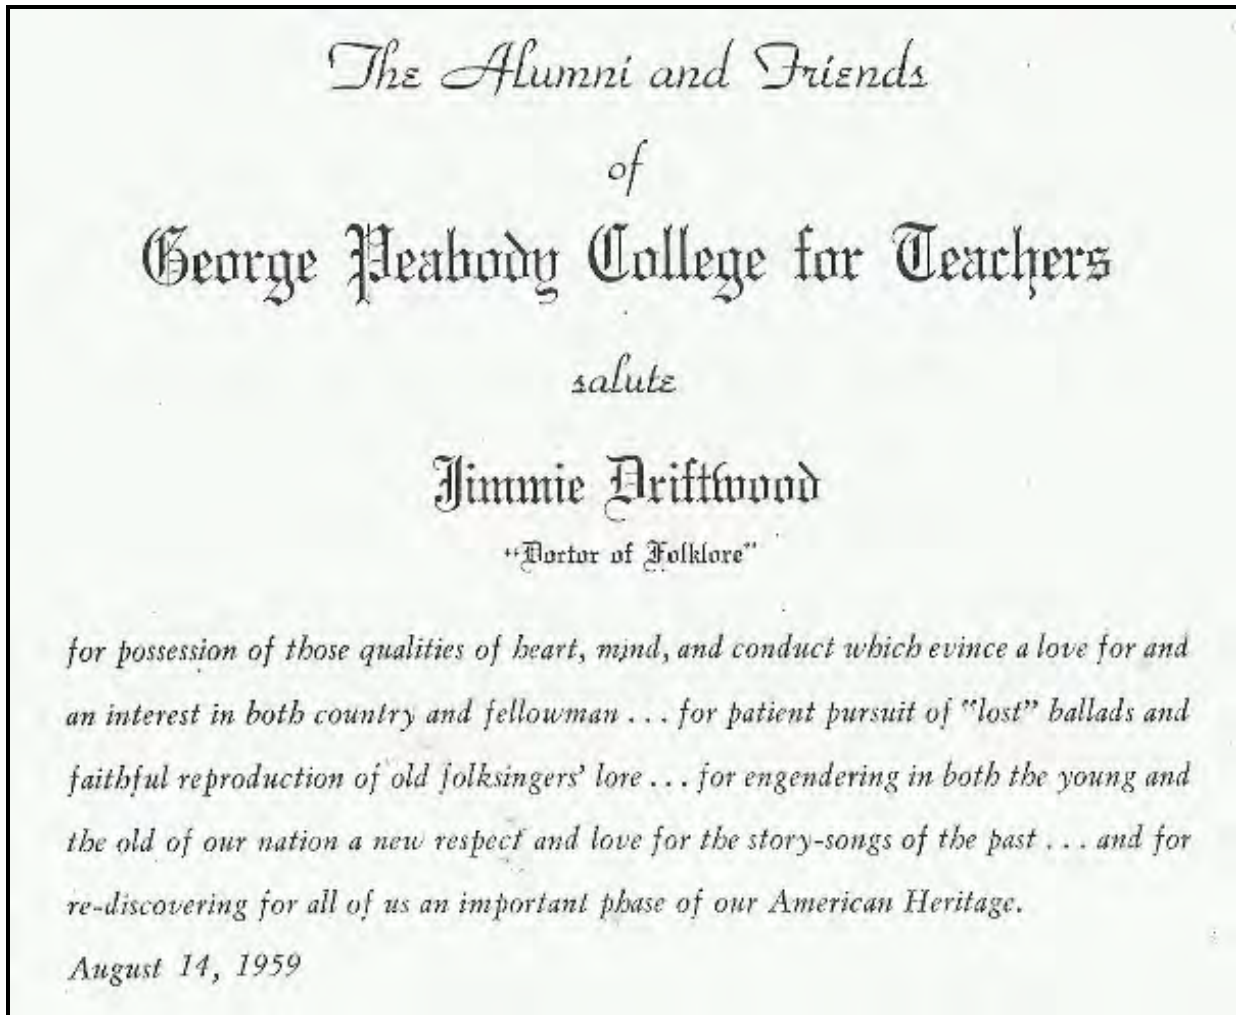 The Alumni and Friends
of
George Peabody College for Teachers
salute
Jimmie Driftwood
"Doctor of Folklore"
for possession of those qualities of heart, mind, and conduct which evince a love for and
an interest in both country and fellowman . . . for patient pursuit of "lost" ballads and
faithful reproduction of old folksingers' lore . . . for engendering in both the young and
the old of our nation a new respect and love for the story-songs of the past . . . and for
re-discovering for all of us an important phase of our American Heritage.
August 14, 1959